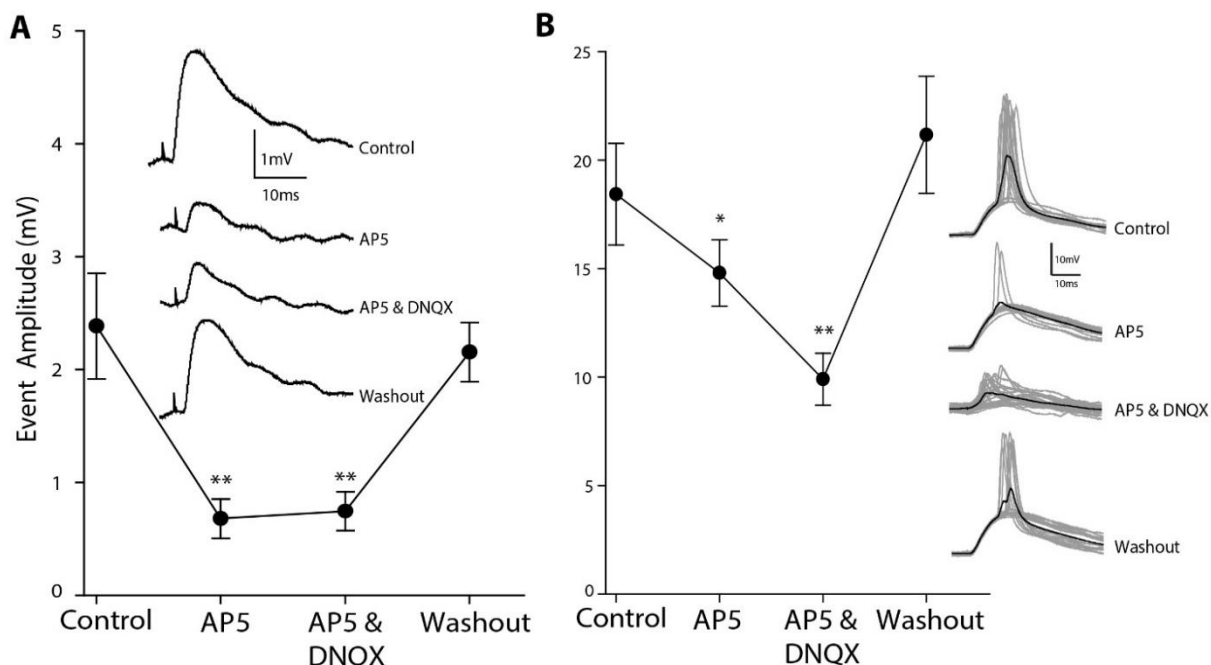 A
5
4
3
2
1
0
Event Amplitude (mV)
Control
1mV
10ms
AP5
AP5 & DNQX
Washout
**
**
Control
AP5
AP5 &
DNOX
Washout
B
25
20
15
10
5
0
*
**
Control
10mV
10ms
AP5
AP5 & DNQX
Washout
Control
AP5
AP5 &
DNQX
Washout